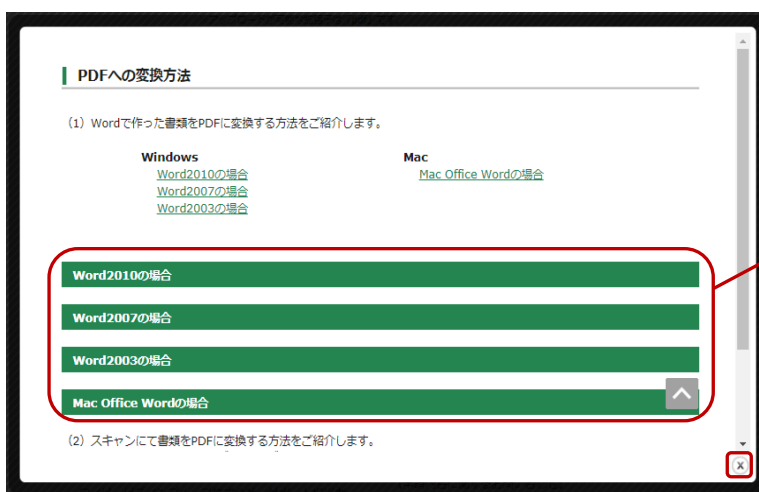 PDFへの変換方法
(1) Wordで作った書類をPDFに変換する方法をご紹介します。
Windows
Word2010の場合
Word2007の場合
Word2003の場合
Mac
Mac Office Wordの場合
Word2010の場合
Word2007の場合
Word2003の場合
Mac Office Wordの場合
(2) スキャンにて書類をPDFに変換する方法をご紹介します。
x